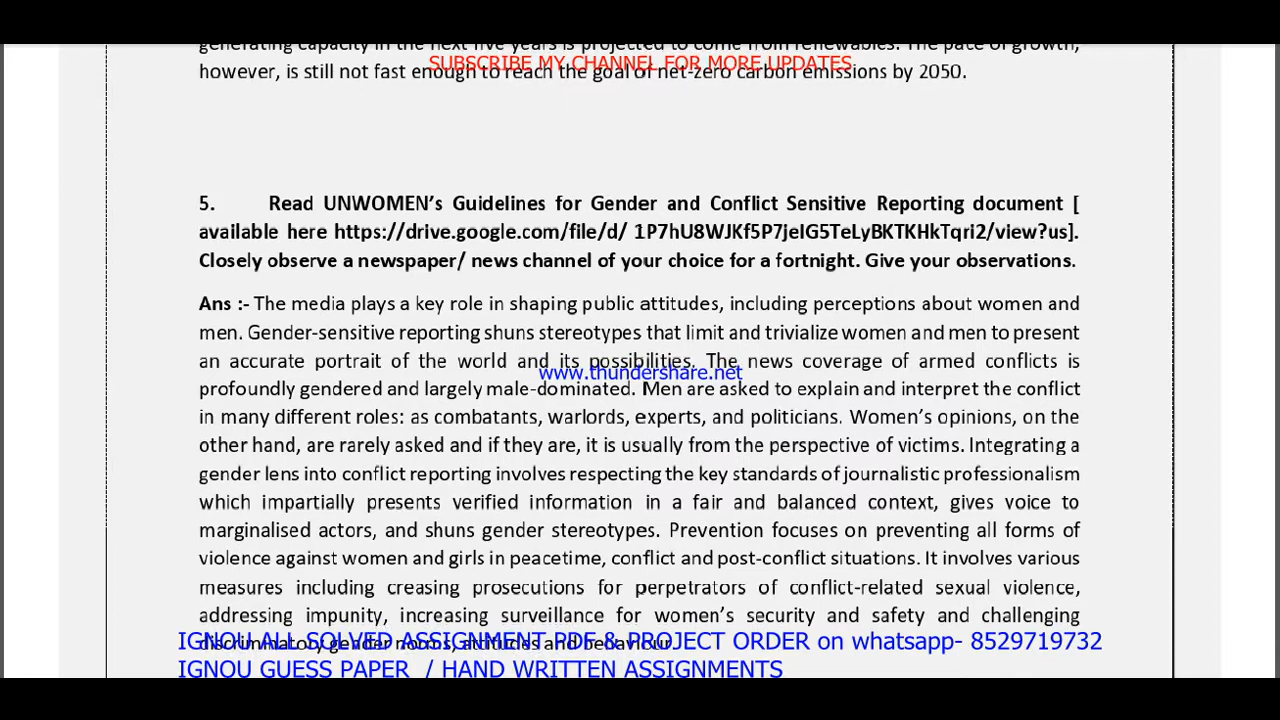 generating capacity in the next five years is projected to come from renewables. The pace of growth,
SUBSCRIBE MY CHANNEL FOR MORE UPDATES
however, is still not fast enough to reach the goal of net-zero carbon emissions by 2050.
5. Read UNWOMEN’s Guidelines for Gender and Conflict Sensitive Reporting document [
available here https://drive.google.com/file/d/ 1P7hU8WJKf5P7jeIG5TeLyBKTKHkTqri2/view?us].
Closely observe a newspaper/ news channel of your choice for a fortnight. Give your observations.
Ans :- The media plays a key role in shaping public attitudes, including perceptions about women and
men. Gender-sensitive reporting shuns stereotypes that limit and trivialize women and men to present
an accurate portrait of the world and its possibilities. The news coverage of armed conflicts is
www.thundershare.net
profoundly gendered and largely male-dominated. Men are asked to explain and interpret the conflict
in many different roles: as combatants, warlords, experts, and politicians. Women’s opinions, on the
other hand, are rarely asked and if they are, it is usually from the perspective of victims. Integrating a
gender lens into conflict reporting involves respecting the key standards of journalistic professionalism
which impartially presents verified information in a fair and balanced context, gives voice to
marginalised actors, and shuns gender stereotypes. Prevention focuses on preventing all forms of
violence against women and girls in peacetime, conflict and post-conflict situations. It involves various
measures including creasing prosecutions for perpetrators of conflict-related sexual violence,
addressing impunity, increasing surveillance for women’s security and safety and challenging
discriminatory gender norms, attitudes and behaviour.
IGNOU ALL SOLVED ASSIGNMENT PDF & PROJECT ORDER on whatsapp- 8529719732
IGNOU GUESS PAPER / HAND WRITTEN ASSIGNMENTS